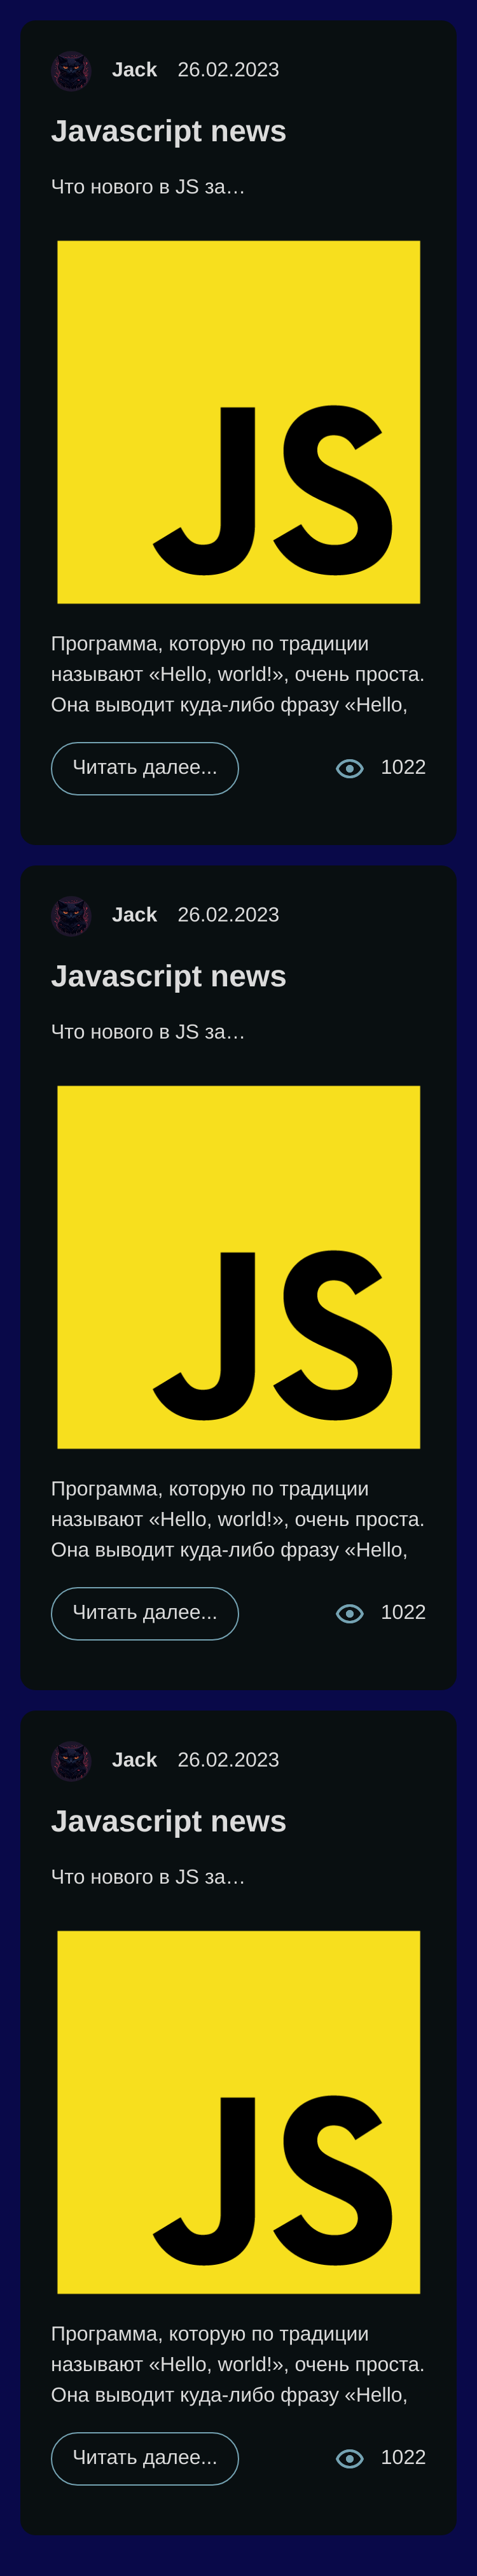 Jack 26.02.2023
Javascript news
Что нового в JS за…
JS
Программа, которую по традиции
называют «Hello, world!», очень проста.
Она выводит куда-либо фразу «Hello,
Читать далее... 1022
Jack 26.02.2023
Javascript news
Что нового в JS за…
JS
Программа, которую по традиции
называют «Hello, world!», очень проста.
Она выводит куда-либо фразу «Hello,
Читать далее... 1022
Jack 26.02.2023
Javascript news
Что нового в JS за…
JS
Программа, которую по традиции
называют «Hello, world!», очень проста.
Она выводит куда-либо фразу «Hello,
Читать далее... 1022